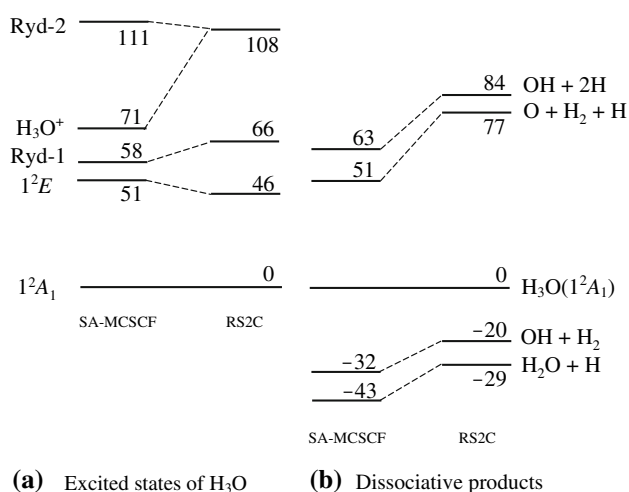 Ryd-2
111
108
H₃O⁺
71
Ryd-1
58
66
1²E
51
46
1²A₁
0
SA-MCSCF
RS2C
84
OH + 2H
77
O + H₂ + H
63
51
0
H₃O(1²A₁)
−20
OH + H₂
−32
−29
H₂O + H
−43
SA-MCSCF
RS2C
(a) Excited states of H₃O
(b) Dissociative products